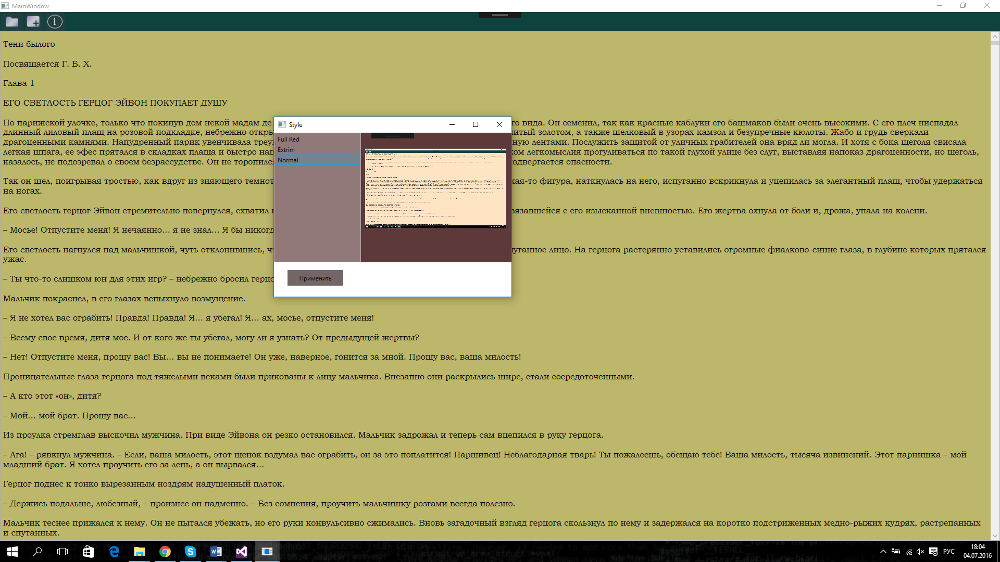 MainWindow
Тени былого
Посвящается Г. Б. Х.
Глава 1
ЕГО СВЕТЛОСТЬ ГЕРЦОГ ЭЙВОН ПОКУПАЕТ ДУШУ
По парижской улочке, только что покинув дом некой мадам де
го вида. Он семенил, так как красные каблуки его башмаков были очень высокими. С его плеч ниспадал
длинный лиловый плащ на розовой подкладке, небрежно откры
питый золотом, а также шелковый в узорах камзол и безупречные кюлоты. Жабо и грудь сверкали
драгоценными камнями. Напудренный парик увенчивала треу
ную лентами. Послужить защитой от уличных грабителей она вряд ли могла. И хотя с бока щеголя свисала
легкая шпага, ее эфес прятался в складках плаща и быстро на
ком легкомыслия прогуливаться по такой глухой улице без слуг, выставляя напоказ драгоценности, но щеголь,
казалось, не подозревал о своем безрассудстве. Он не торопилс
одвергается опасности.
Так он шел, поигрывая тростью, как вдруг из зияющего темнот
кая-то фигура, наткнулась на него, испуганно вскрикнула и уцепилась за элегантный плащ, чтобы удержаться
на ногах.
Его светлость герцог Эйвон стремительно повернулся, схватил
вязавшейся с его изысканной внешностью. Его жертва охнула от боли и, дрожа, упала на колени.
– Мосье! Отпустите меня! Я нечаянно… я не знал… Я бы никогд
Его светлость нагнулся над мальчишкой, чуть отклонившись, ч
уганное лицо. На герцога растерянно уставились огромные фиалково-синие глаза, в глубине которых прятался
ужас.
– Ты что-то слишком юн для этих игр? – небрежно бросил герцо
Мальчик покраснел, в его глазах вспыхнуло возмущение.
– Я не хотел вас ограбить! Правда! Правда! Я… я убегал! Я… ах, мосье, отпустите меня!
– Всему свое время, дитя мое. И от кого же ты убегал, могу ли я узнать? От предыдущей жертвы?
– Нет! Отпустите меня, прошу вас! Вы… вы не понимаете! Он уже, наверное, гонится за мной. Прошу вас, ваша милость!
Проницательные глаза герцога под тяжелыми веками были прикованы к лицу мальчика. Внезапно они раскрылись шире, стали сосредоточенными.
– А кто этот «он», дитя?
– Мой… мой брат. Прошу вас…
Из проулка стремглав выскочил мужчина. При виде Эйвона он резко остановился. Мальчик задрожал и теперь сам вцепился в руку герцога.
– Ага! – рявкнул мужчина. – Если, ваша милость, этот щенок вздумал вас ограбить, он за это поплатится! Паршивец! Неблагодарная тварь! Ты пожалеешь, обещаю тебе! Ваша милость, тысяча извинений. Этот парнишка – мой
младший брат. Я хотел проучить его за лень, а он вырвался…
Герцог поднес к тонко вырезанным ноздрям надушенный платок.
– Держись подальше, любезный, – произнес он надменно. – Без сомнения, проучить мальчишку розгами всегда полезно.
Мальчик теснее прижался к нему. Он не пытался убежать, но его руки конвульсивно сжимались. Вновь загадочный взгляд герцога скользнул по нему и задержался на коротко подстриженных медно-рыжих кудрях, растрепанных
и спутанных.
Style
Full Red
Extrim
Normal
Применить
РУС
18:04
04.07.2016